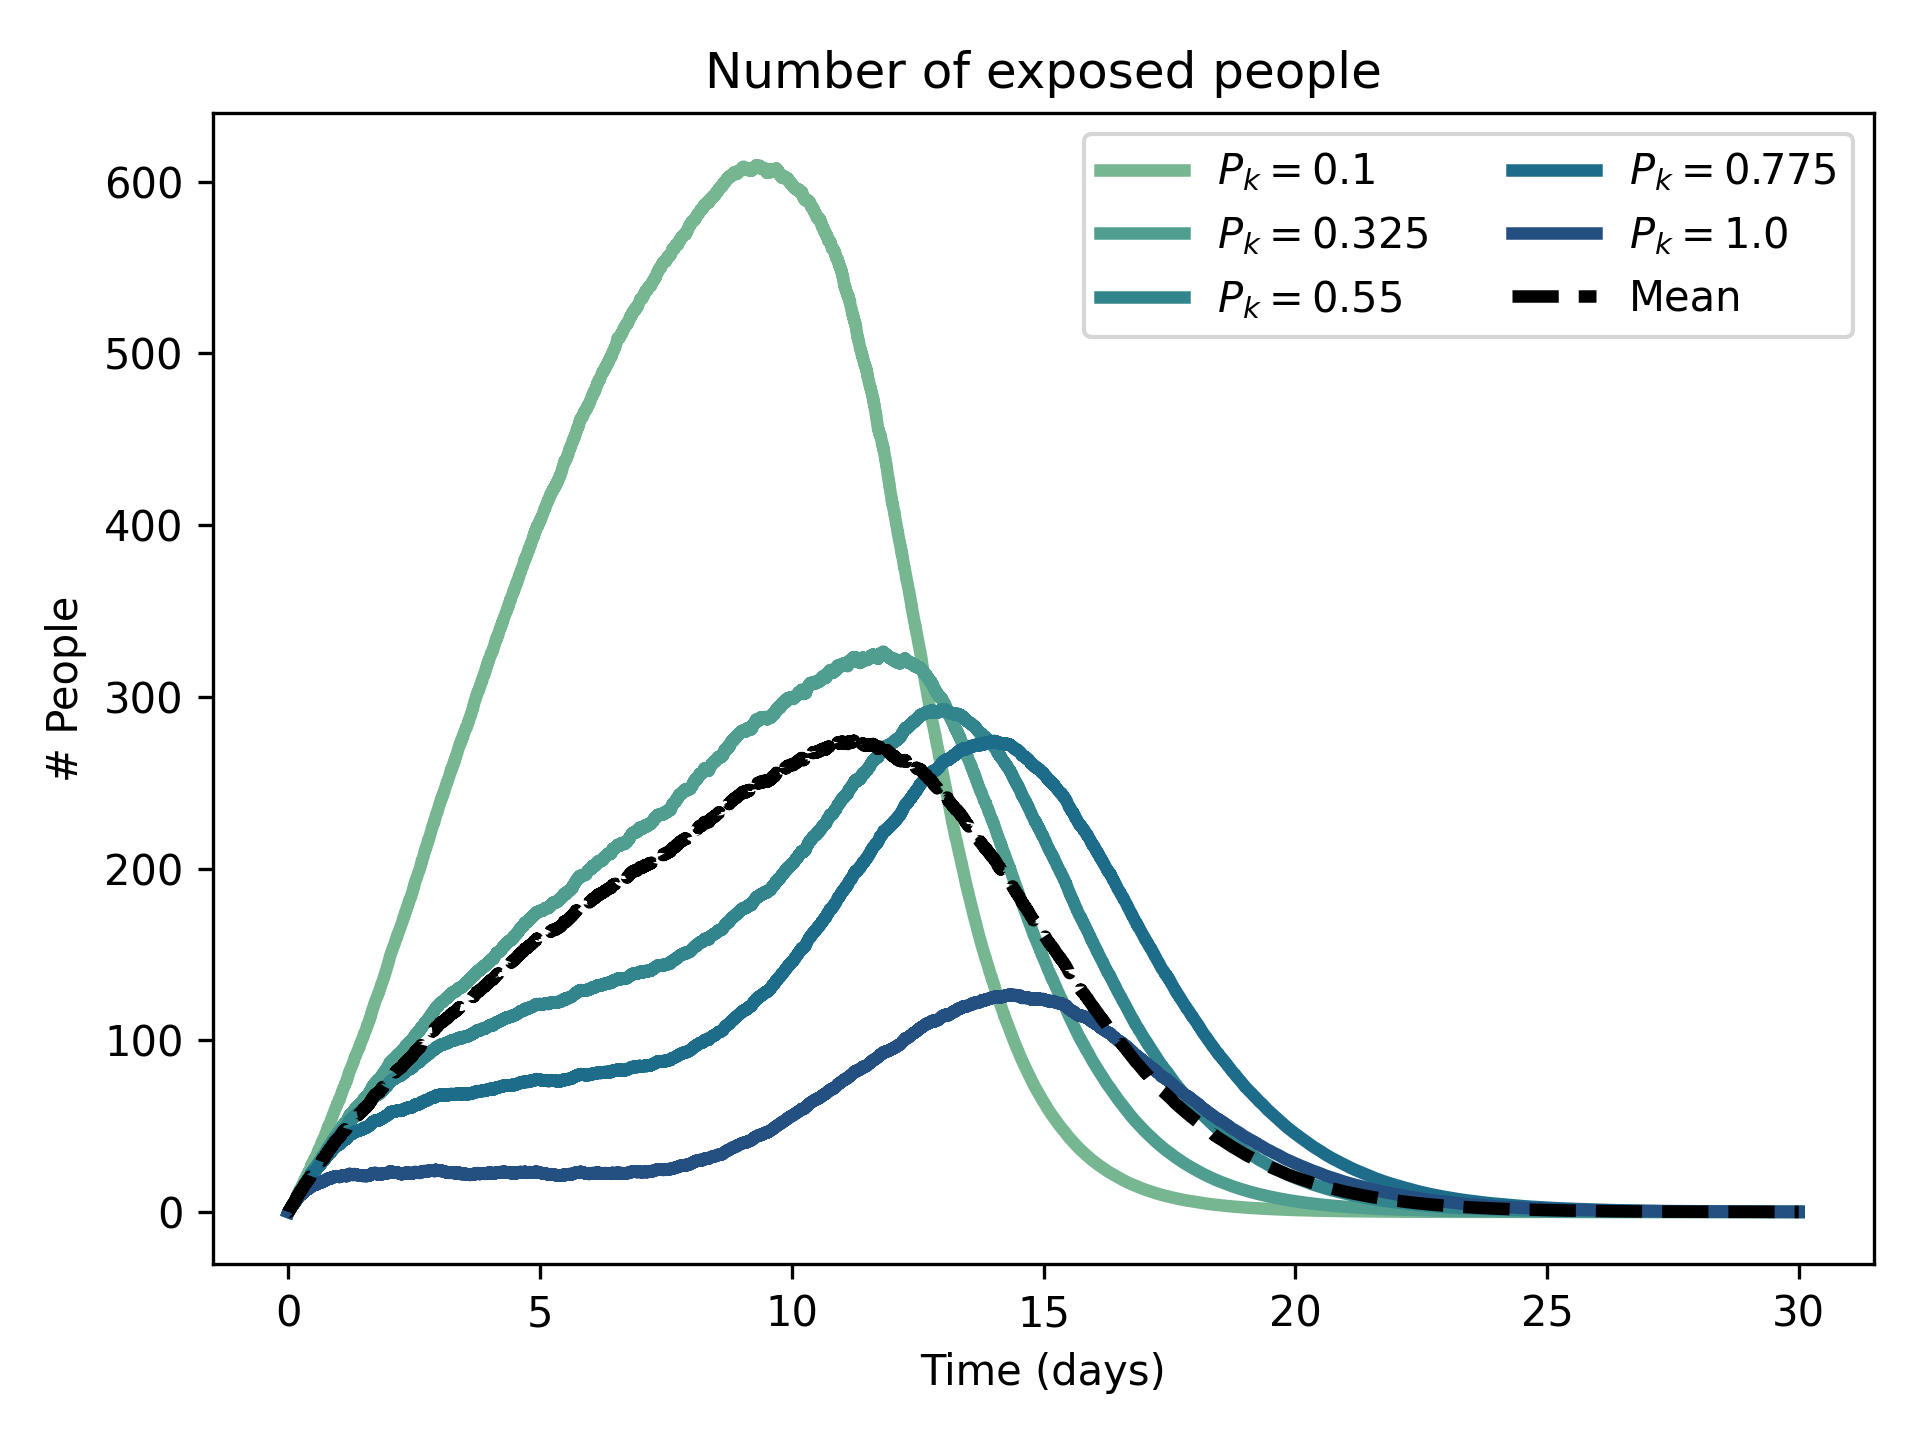 Number of exposed people
P_k = 0.1
P_k = 0.325
P_k = 0.55
P_k = 0.775
P_k = 1.0
Mean
# People
600
500
400
300
200
100
0
0 5 10 15 20 25 30
Time (days)